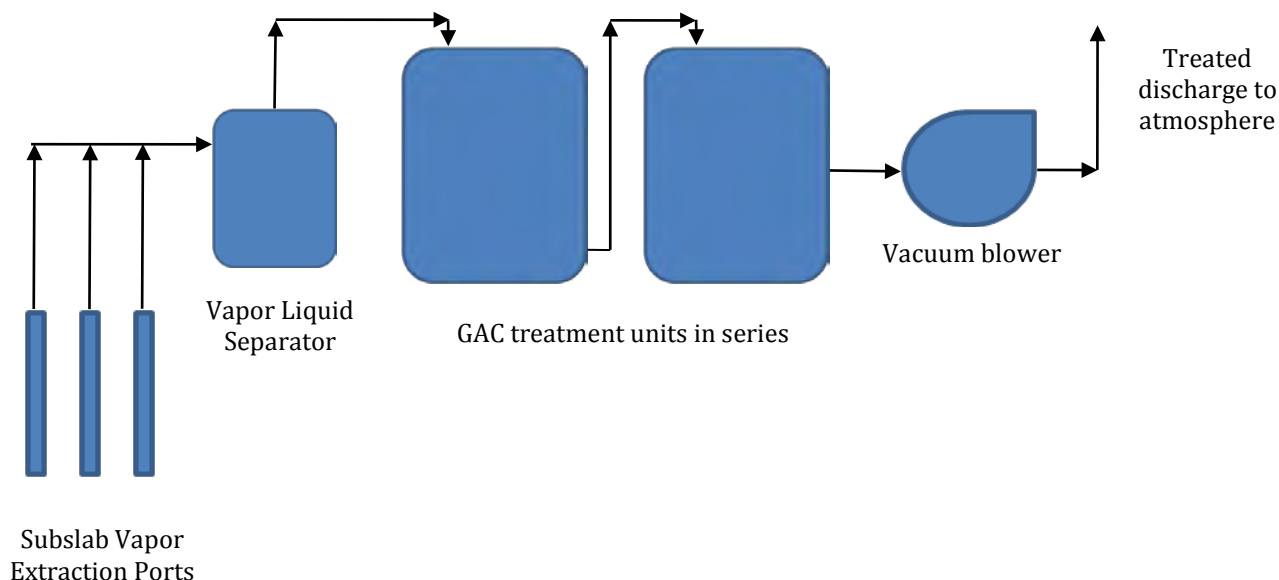 Treated
discharge to
atmosphere
Vacuum blower
Vapor Liquid
Separator
GAC treatment units in series
Subslab Vapor
Extraction Ports